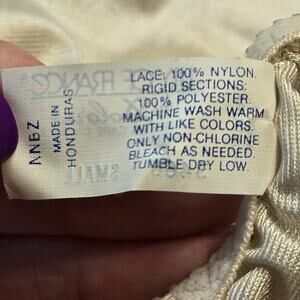 LACE: 100% NYLON.
RIGID SECTIONS:
100% POLYESTER.
MACHINE WASH WARM
WITH LIKE COLORS.
ONLY NON-CHLORINE
BLEACH AS NEEDED.
TUMBLE DRY LOW.
MADE IN
HONDURAS